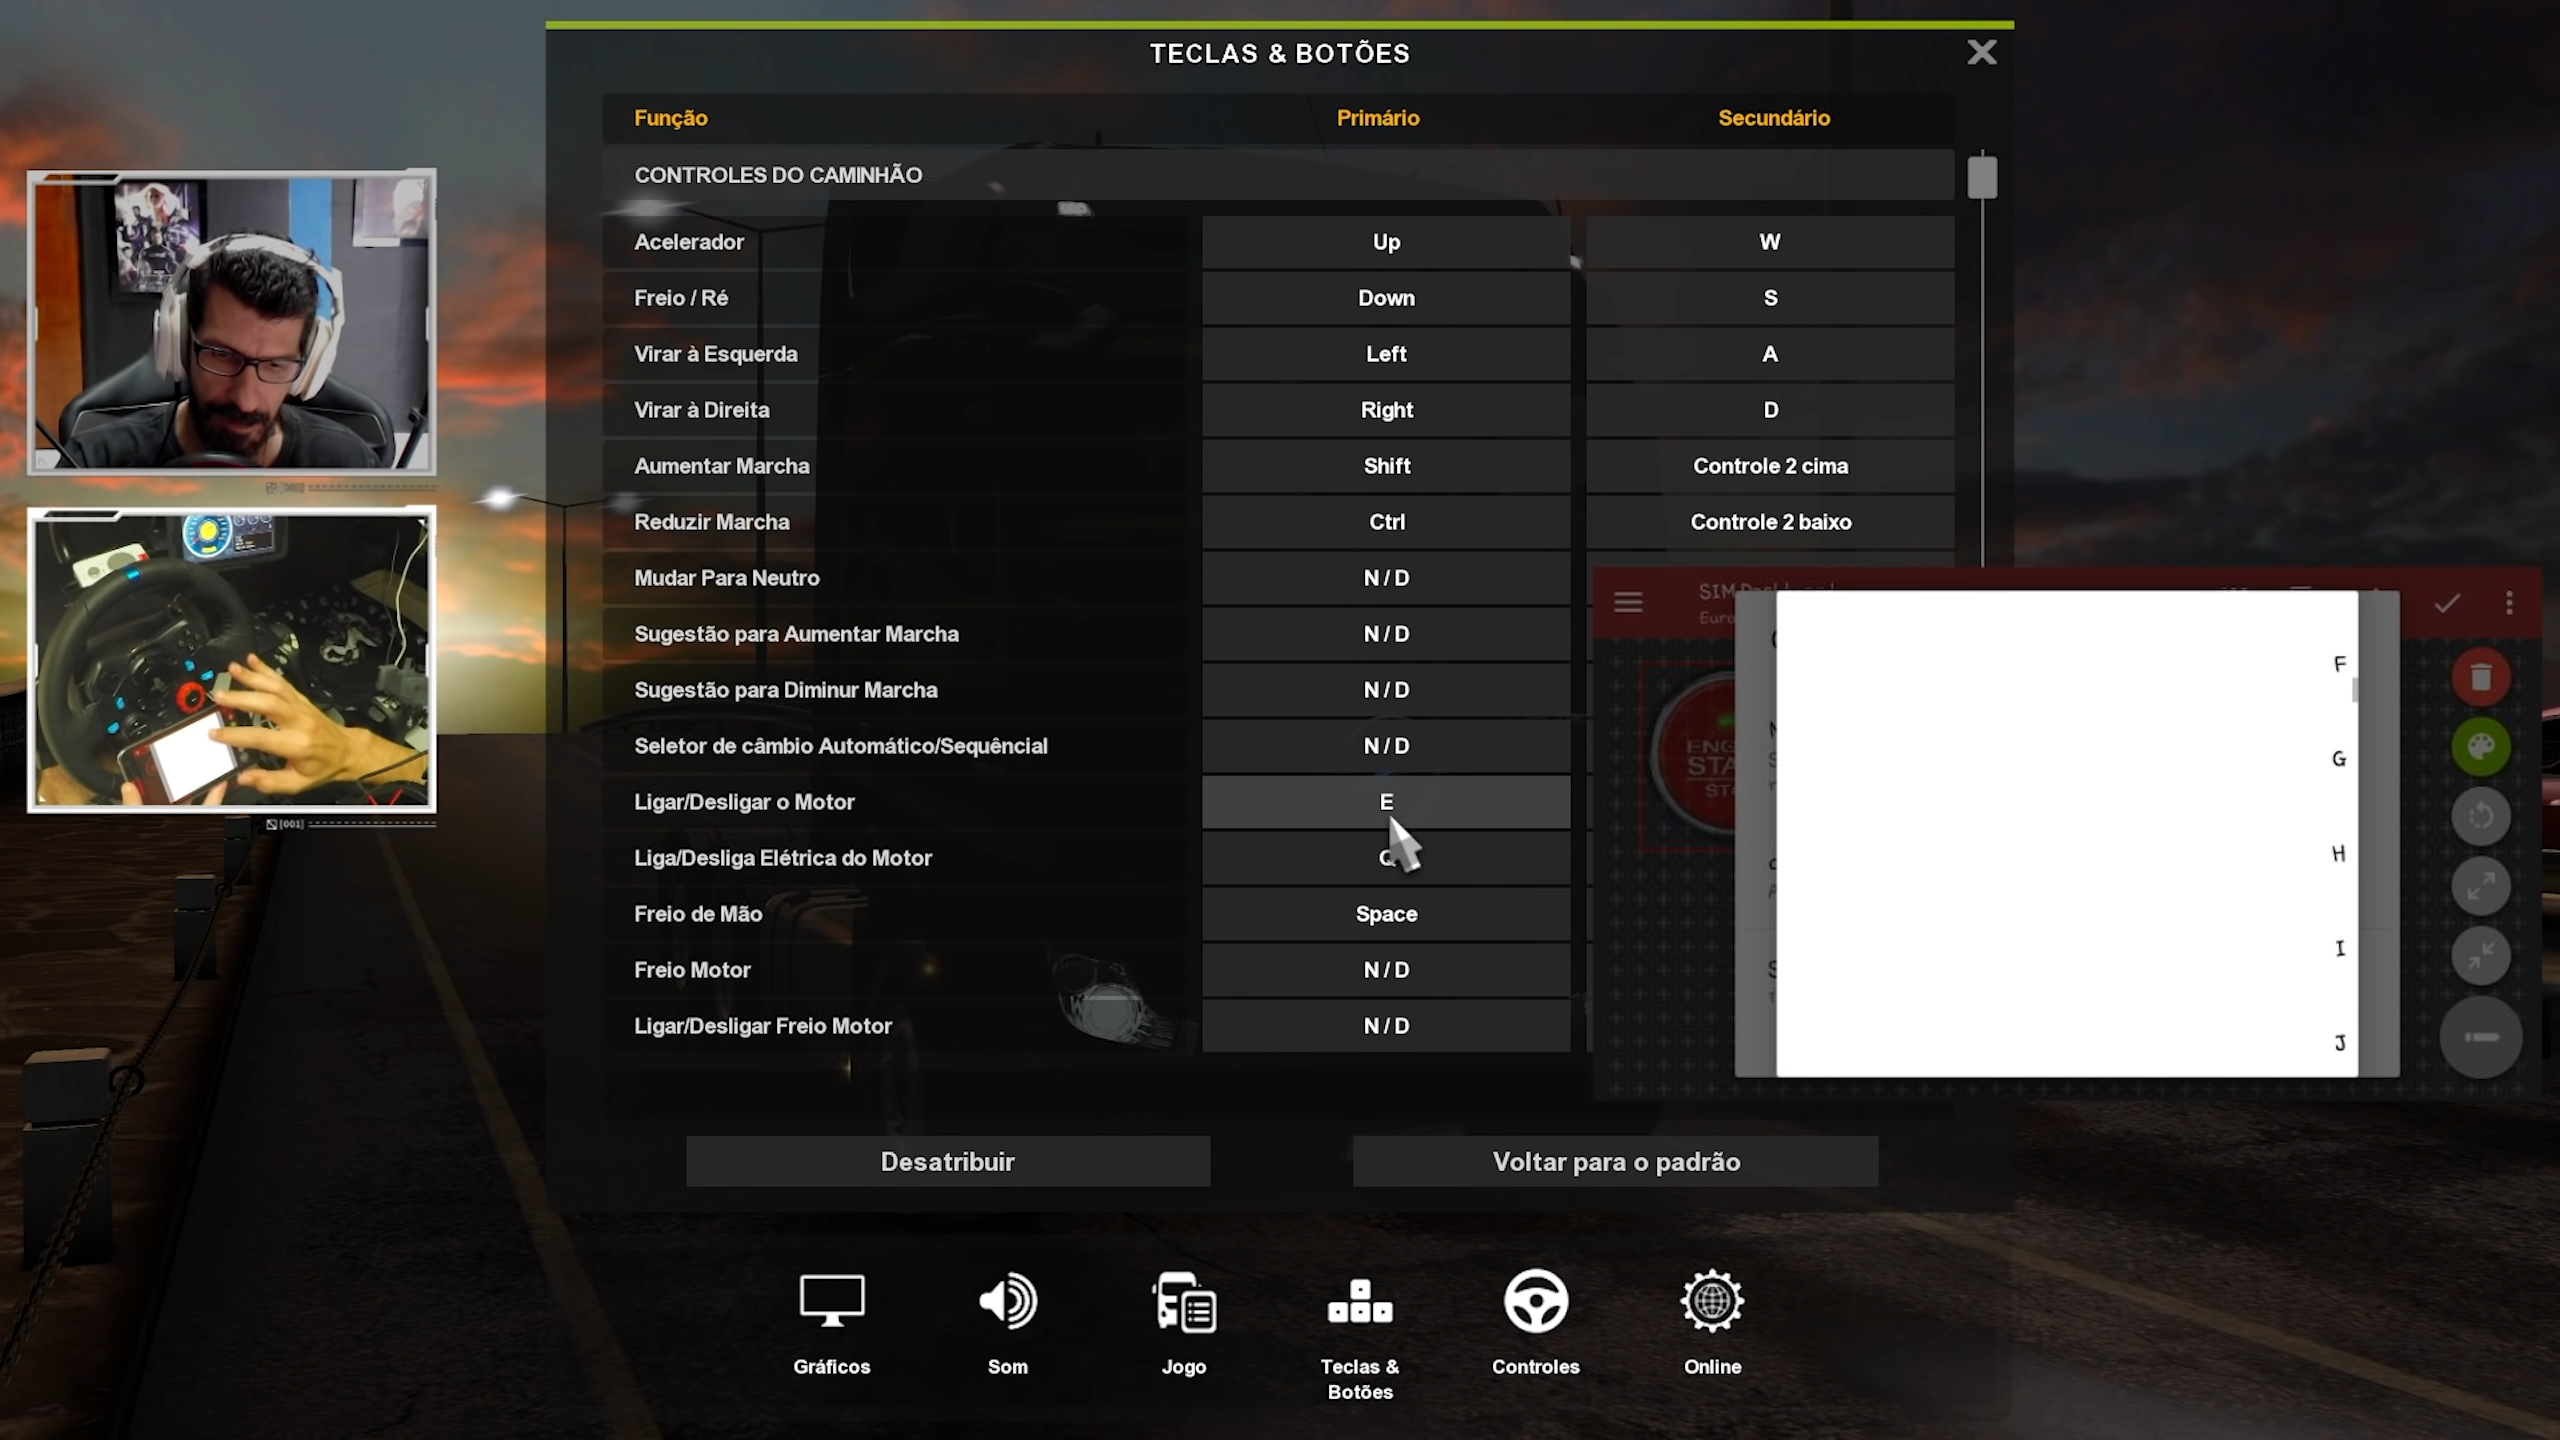 TECLAS & BOTÕES
Função Primário Secundário
CONTROLES DO CAMINHÃO
Acelerador Up W
Freio / Ré Down S
Virar à Esquerda Left A
Virar à Direita Right D
Aumentar Marcha Shift Controle 2 cima
Reduzir Marcha Ctrl Controle 2 baixo
Mudar Para Neutro N / D
Sugestão para Aumentar Marcha N / D
Sugestão para Diminur Marcha N / D
Seletor de câmbio Automático/Sequêncial N / D
Ligar/Desligar o Motor E
Liga/Desliga Elétrica do Motor Q
Freio de Mão Space
Freio Motor N / D
Ligar/Desligar Freio Motor N / D
Desatribuir Voltar para o padrão
Gráficos Som Jogo Teclas & Botões Controles Online
[001]
SIM
Euro
F
G
H
I
J